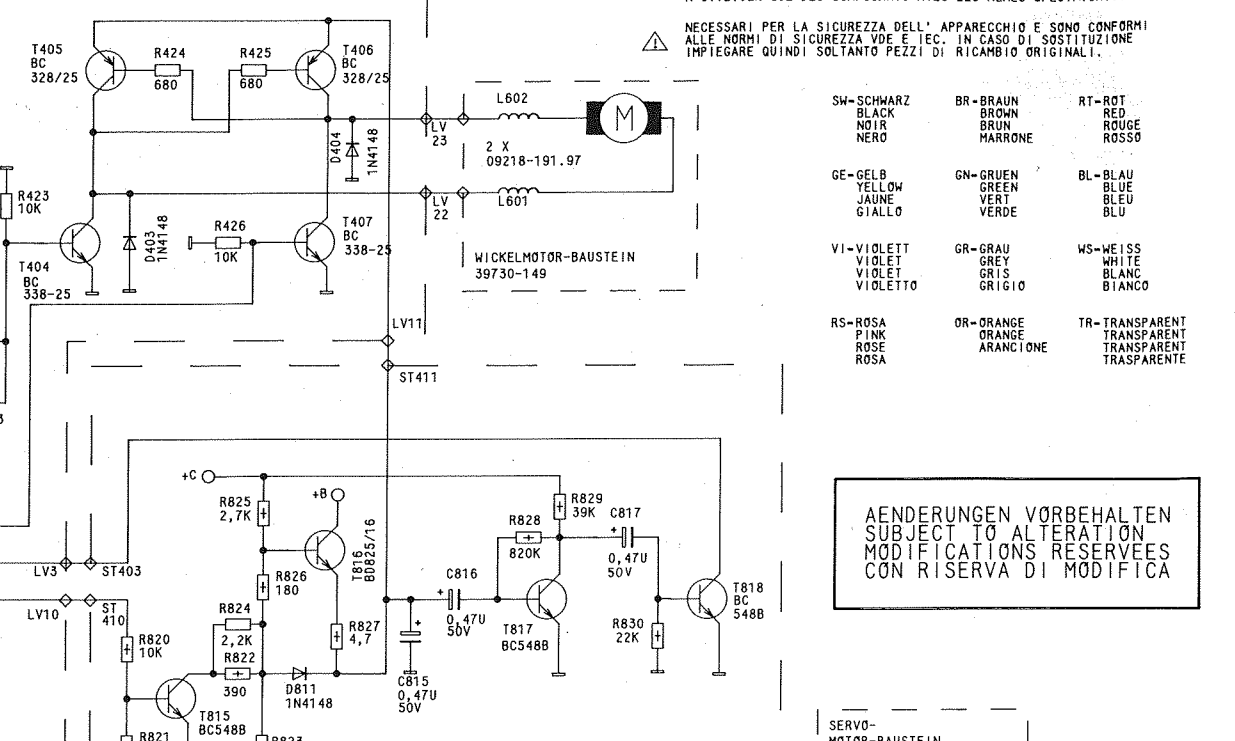 NECESSARI PER LA SICUREZZA DELL' APPARECCHIO E SONO CONFORMI
ALLE NORMI DI SICUREZZA VDE E IEC. IN CASO DI SOSTITUZIONE
IMPIEGARE QUINDI SOLTANTO PEZZI DI RICAMBIO ORIGINALI.
T405
BC
328/25
R424
680
R425
680
T406
BC
328/25
L602
M
SW-SCHWARZ
BLACK
NOIR
NERO
BR-BRAUN
BROWN
BRUN
MARRONE
RT-ROT
RED
ROUGE
ROSSO
D404
1N4148
LV
23
2 X
09218-191.97
GE-GELB
YELLOW
JAUNE
GIALLO
GN-GRUEN
GREEN
VERT
VERDE
BL-BLAU
BLUE
BLEU
BLU
R423
10K
LV
22
L601
T404
BC
338-25
D403
1N4148
R426
10K
T407
BC
338-25
WICKELMOTOR-BAUSTEIN
39730-149
VI-VIOLETT
VIOLET
VIOLET
VIOLETTO
GR-GRAU
GREY
GRIS
GRIGIO
WS-WEISS
WHITE
BLANC
BIANCO
LV11
ST411
RS-ROSA
PINK
ROSE
ROSA
OR-ORANGE
ORANGE
ARANCIONE
TR-TRANSPARENT
TRANSPARENT
TRANSPARENT
TRASPARENTE
+C
R825
2,7K
+B
T816
BD825/16
R829
39K
R828
820K
C817
+
0,47U
50V
AENDERUNGEN VORBEHALTEN
SUBJECT TO ALTERATION
MODIFICATIONS RESERVEES
CON RISERVA DI MODIFICA
LV3
ST403
R826
180
C816
+
0,47U
50V
T817
BC548B
T818
BC
548B
LV10
ST
410
R824
2,2K
R827
4,7
+
C815
0,47U
50V
R830
22K
R820
10K
R822
390
D811
1N4148
T815
BC548B
R821
R823
SERVO-
MOTOR-BAUSTEIN